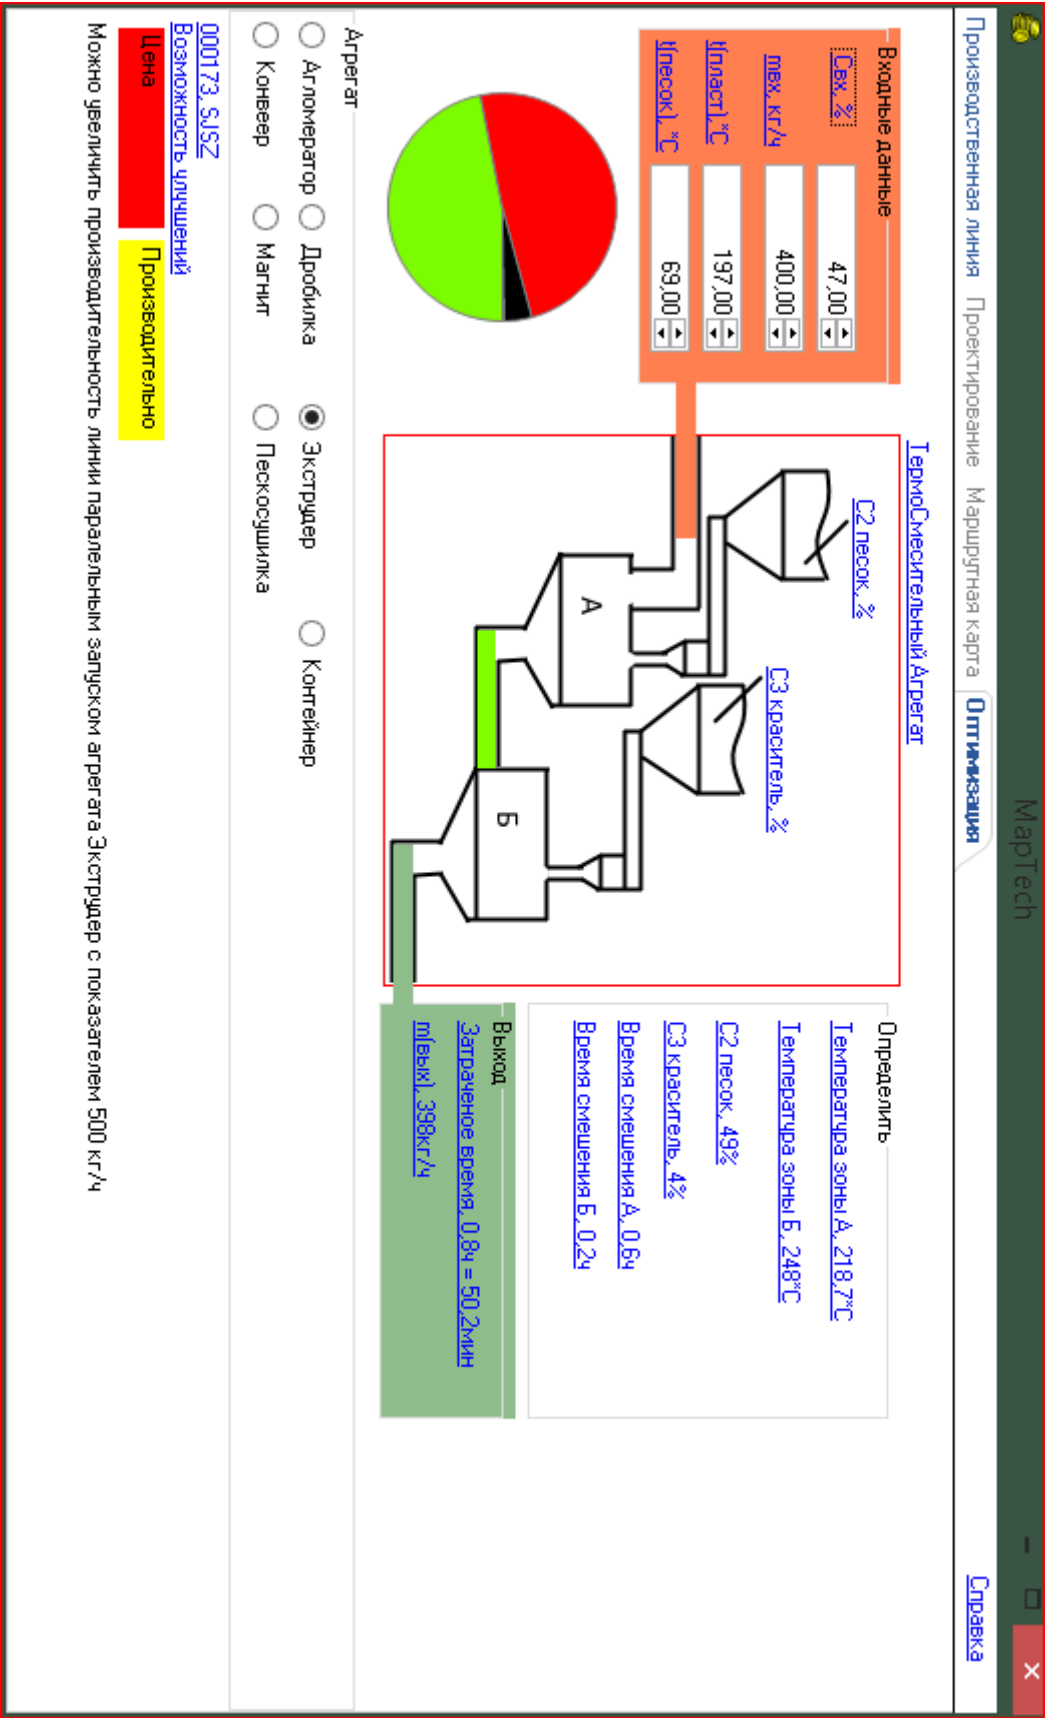 MapTech
Производственная линия Проектирование Маршрутная карта Оптимизация Справка
Входные данные
Cвх, % 47,00
mвх, кг/ч 400,00
t(пласт),°C 197,00
t(песок), °C 69,00
ТермоСмесительный Агрегат
C2 песок, %
C3 краситель, %
А
Б
Определить
Температура зоны А, 218,7°C
Температура зоны Б, 248°C
C2 песок, 49%
C3 краситель, 4%
Время смешения А, 0,6ч
Время смешения Б, 0,2ч
Выход
Затраченое время, 0,8ч = 50,2мин
m(вых), 398кг/ч
Агрегат
Агломератор Дробилка Экструдер Контейнер
Конвеер Магнит Пескосушилка
000173, SJSZ
Возможность улучшений
Цена Производительно
Можно увеличить производительность линии паралельным запуском агрегата Экструдер с показателем 500 кг/ч